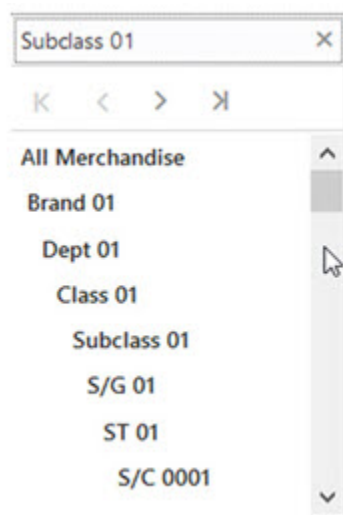 Subclass 01
All Merchandise
Brand 01
Dept 01
Class 01
Subclass 01
S/G 01
ST 01
S/C 0001